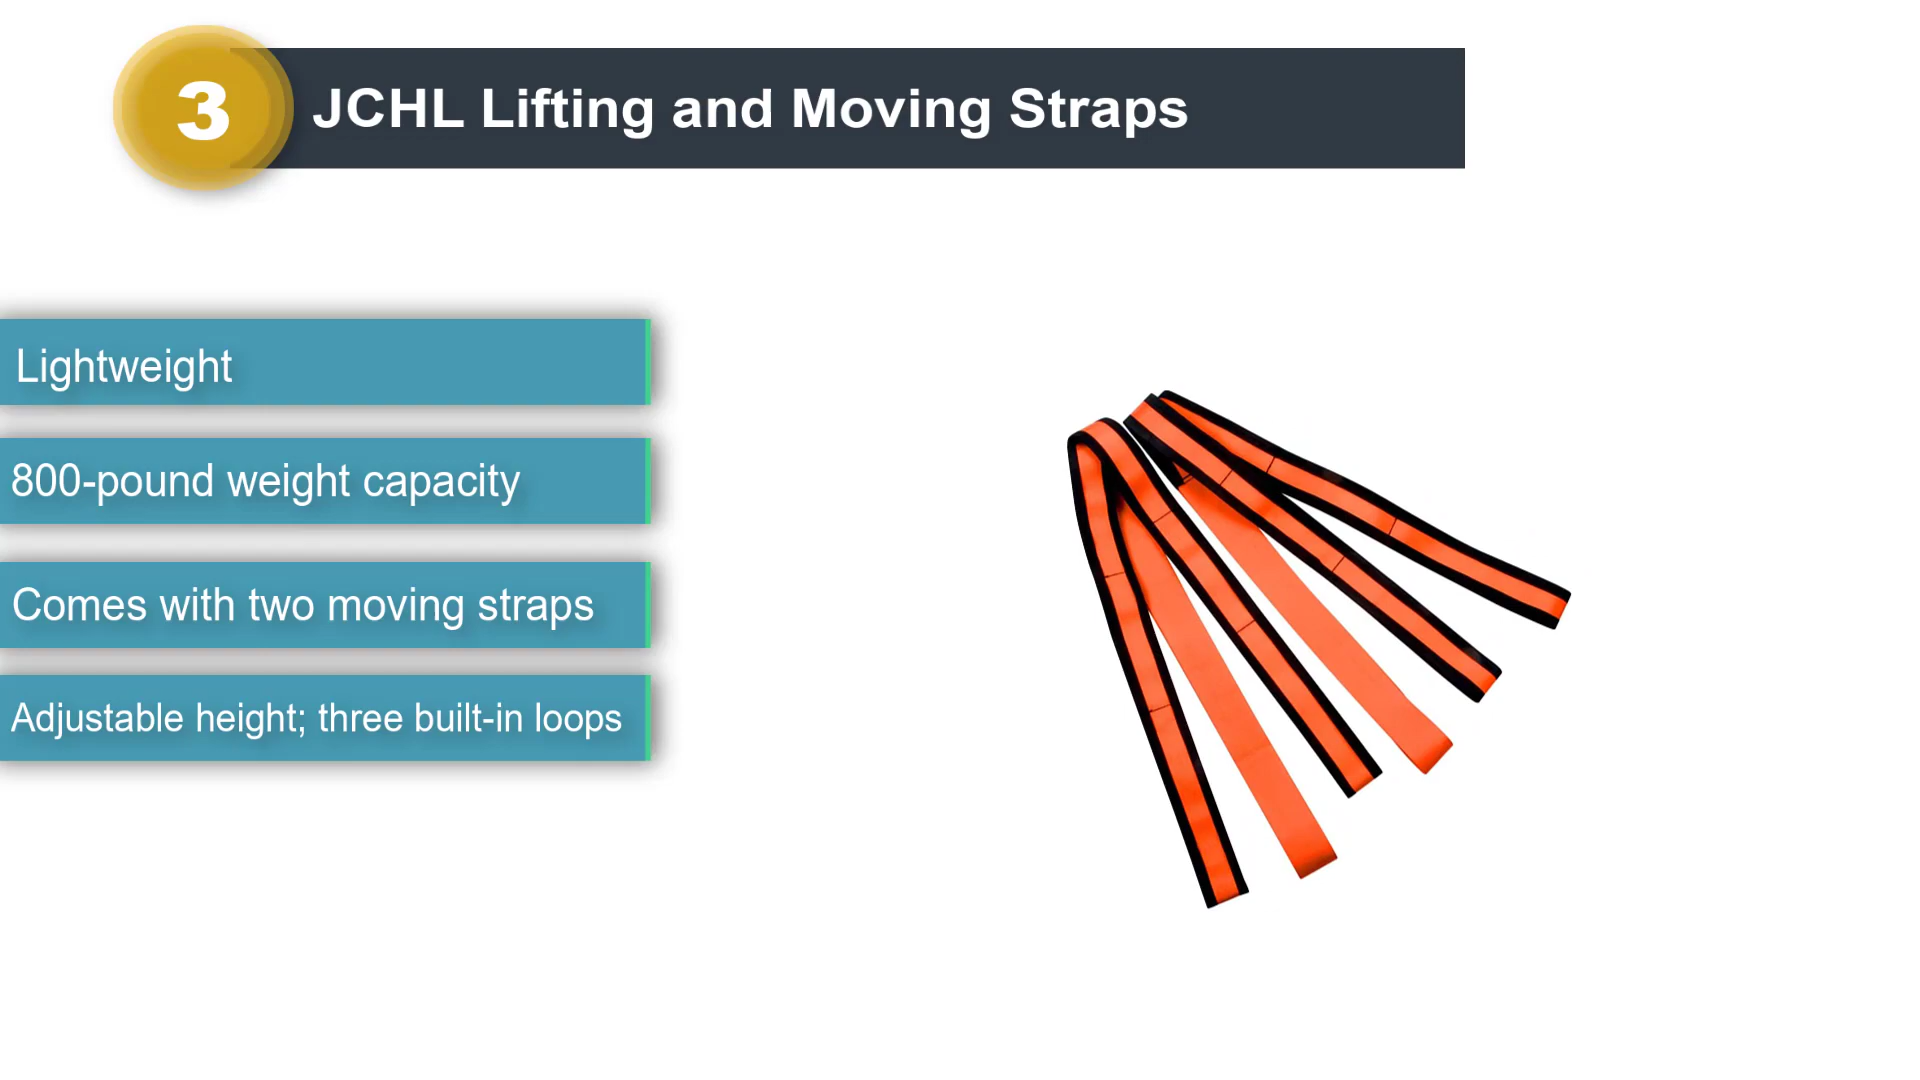 3
JCHL Lifting and Moving Straps
Lightweight
800-pound weight capacity
Comes with two moving straps
Adjustable height; three built-in loops